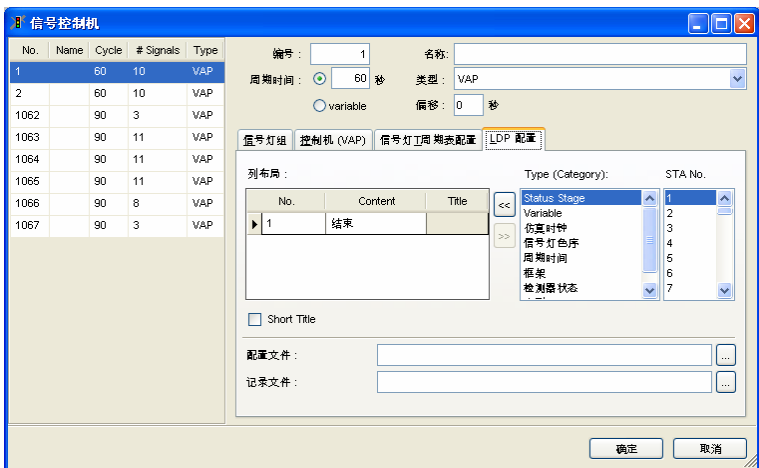 信号控制机
No. Name Cycle # Signals Type
1 60 10 VAP
2 60 10 VAP
1062 90 3 VAP
1063 90 11 VAP
1064 90 11 VAP
1065 90 11 VAP
1066 90 8 VAP
1067 90 3 VAP
编号： 1 名称:
周期时间： 60 秒 类型： VAP
variable 偏移： 0 秒
信号灯组 控制机 (VAP) 信号灯T周期表配置 LDP 配置
列布局： Type (Category): STA No.
No. Content Title
1 结束
<<
>>
Status Stage
Variable
仿真时钟
信号灯色序
周期时间
框架
检测器状态
1
2
3
4
5
6
7
Short Title
配置文件：
...
记录文件：
...
确定 取消